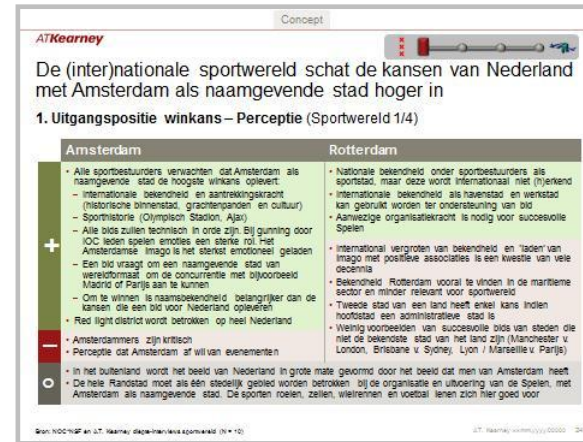 Concept
ATKearney
De (inter)nationale sportwereld schat de kansen van Nederland
met Amsterdam als naamgevende stad hoger in
1. Uitgangspositie winkans – Perceptie (Sportwereld 1/4)
Amsterdam
+
• Alle sportbestuurders verwachten dat Amsterdam als
naamgevende stad de hoogste winkans oplevert:
– Internationale bekendheid en aantrekkingskracht
(historische binnenstad, grachtenpanden en cultuur)
– Sporthistorie (Olympisch Stadion, Ajax)
– Alle bids zullen technisch in orde zijn. Bij gunning door
IOC leden spelen emoties een sterke rol. Het
Amsterdamse imago is het sterkst emotioneel geladen
– Een bid vraagt om een naamgevende stad van
wereldformaat om de concurrentie met bijvoorbeeld
Madrid of Parijs aan te kunnen
– Om te winnen is naamsbekendheid belangrijker dan de
kansen die een bid voor Nederland opleveren
• Red light district wordt betrokken op heel Nederland
–
• Amsterdammers zijn kritisch
• Perceptie dat Amsterdam af wil van evenementen
Rotterdam
• Nationale bekendheid onder sportbestuurders als
sportstad, maar deze wordt internationaal niet (h)erkend
• Internationale bekendheid als havenstad en werkstad
kan gebruikt worden ter ondersteuning van bid
• Aanwezige organisatiekracht is nodig voor succesvolle
Spelen
• International vergroten van bekendheid en "laden" van
imago met positieve associaties is een kwestie van vele
decennia
• Bekendheid Rotterdam vooral te vinden in de maritieme
sector en minder relevant voor sportwereld
• Tweede stad van een land heeft enkel kans indien
hoofdstad een administratieve stad is
• Weinig voorbeelden van succesvolle bids van steden die
niet de bekendste stad van het land zijn (Manchester v.
London, Brisbane v. Sydney, Lyon / Marseille v. Parijs)
o
• In het buitenland wordt het beeld van Nederland in grote mate gevormd door het beeld dat men van Amsterdam heeft
• De hele Randstad moet als één stedelijk gebied worden betrokken bij de organisatie en uitvoering van de Spelen, met
Amsterdam als naamgevende stad. De sporten roeien, zeilen, wielrennen en voetbal lenen zich hier goed voor
Bron: NOC*NSF en A.T. Kearney diepte-interviews sportwereld (N = 10)
A.T. Kearney